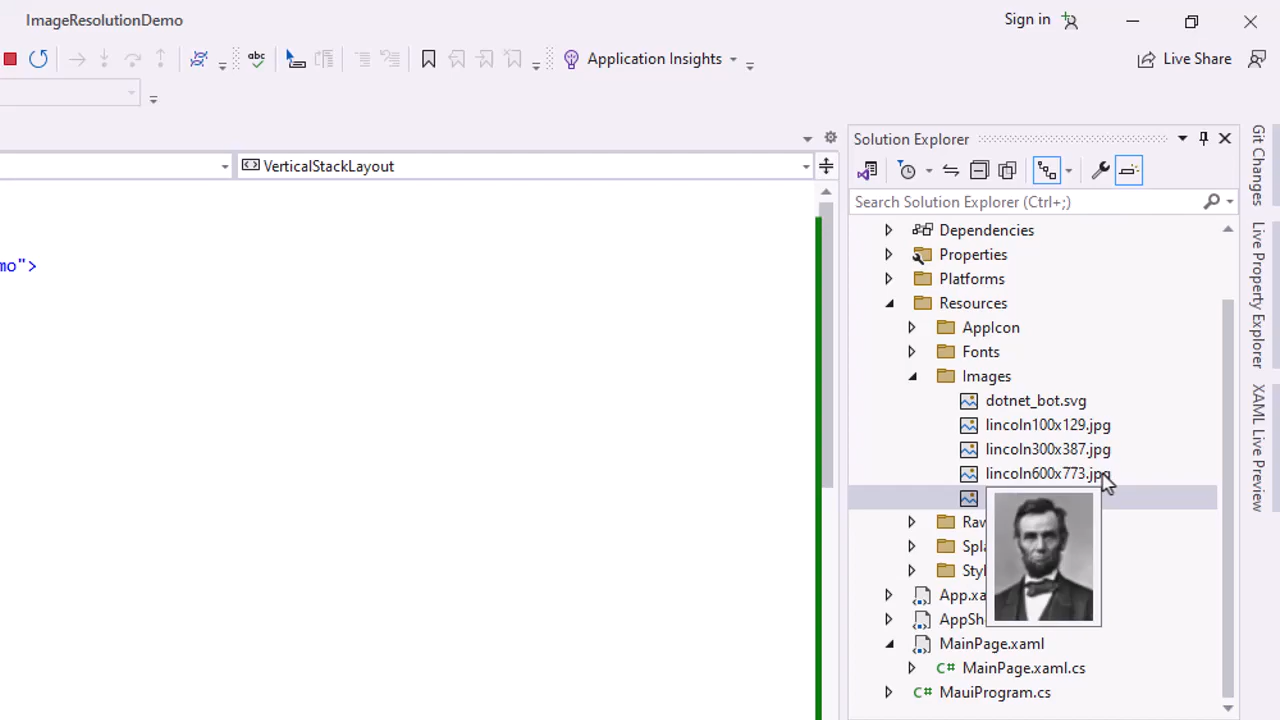 ImageResolutionDemo
Sign in
abc
Application Insights
Live Share
VerticalStackLayout
mo">
Solution Explorer
Search Solution Explorer (Ctrl+;)
Dependencies
Properties
Platforms
Resources
AppIcon
Fonts
Images
dotnet_bot.svg
lincoln100x129.jpg
lincoln300x387.jpg
lincoln600x773.jpg
Raw
Spla
Styl
App.xa
AppSh
MainPage.xaml
C# MainPage.xaml.cs
C# MauiProgram.cs
Git Changes
Live Property Explorer
XAML Live Preview